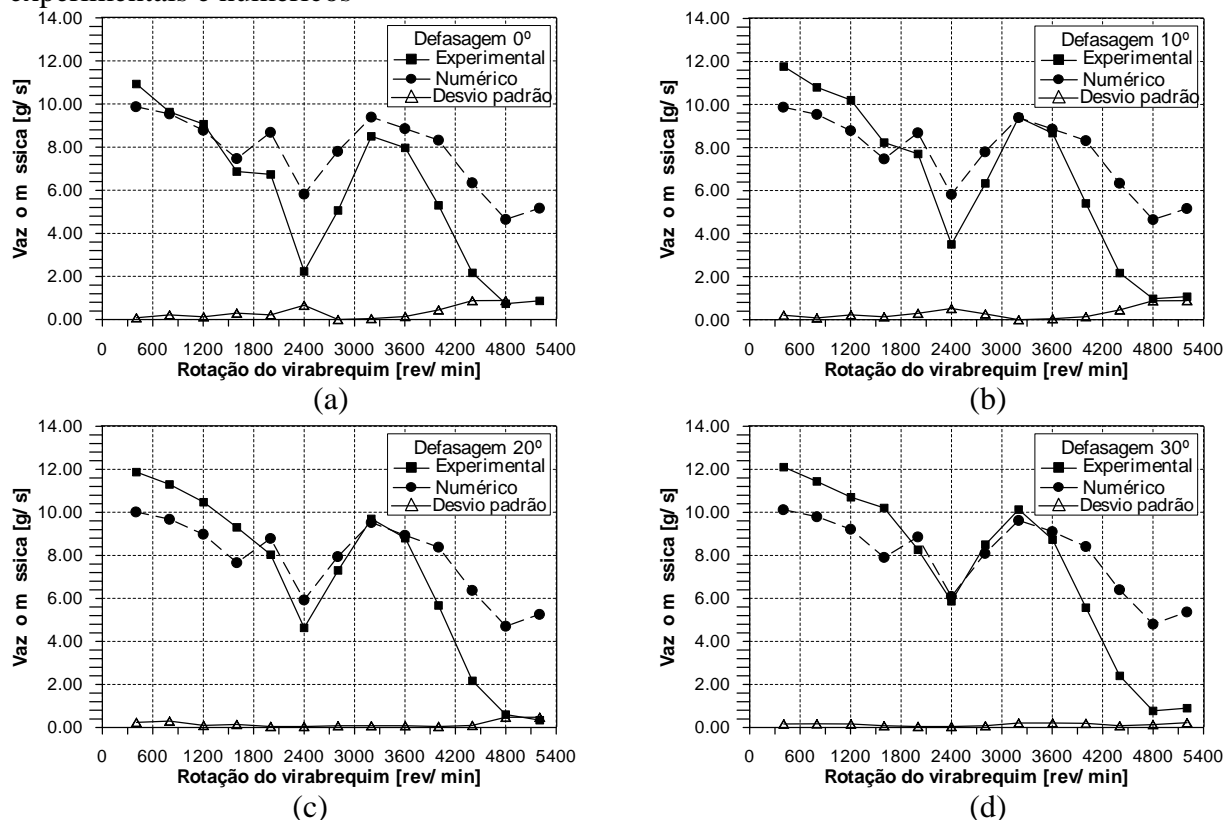 experimentais e numéricos
14.00
12.00
10.00
8.00
6.00
4.00
2.00
0.00
Vaz o m ssica [g/ s]
Defasagem 0º
Experimental
Numérico
Desvio padrão
0 600 1200 1800 2400 3000 3600 4200 4800 5400
Rotação do virabrequim [rev/ min]
(a)
14.00
12.00
10.00
8.00
6.00
4.00
2.00
0.00
Vaz o m ssica [g/ s]
Defasagem 10º
Experimental
Numérico
Desvio padrão
0 600 1200 1800 2400 3000 3600 4200 4800 5400
Rotação do virabrequim [rev/ min]
(b)
14.00
12.00
10.00
8.00
6.00
4.00
2.00
0.00
Vaz o m ssica [g/ s]
Defasagem 20º
Experimental
Numérico
Desvio padrão
0 600 1200 1800 2400 3000 3600 4200 4800 5400
Rotação do virabrequim [rev/ min]
(c)
14.00
12.00
10.00
8.00
6.00
4.00
2.00
0.00
Vaz o m ssica [g/ s]
Defasagem 30º
Experimental
Numérico
Desvio padrão
0 600 1200 1800 2400 3000 3600 4200 4800 5400
Rotação do virabrequim [rev/ min]
(d)